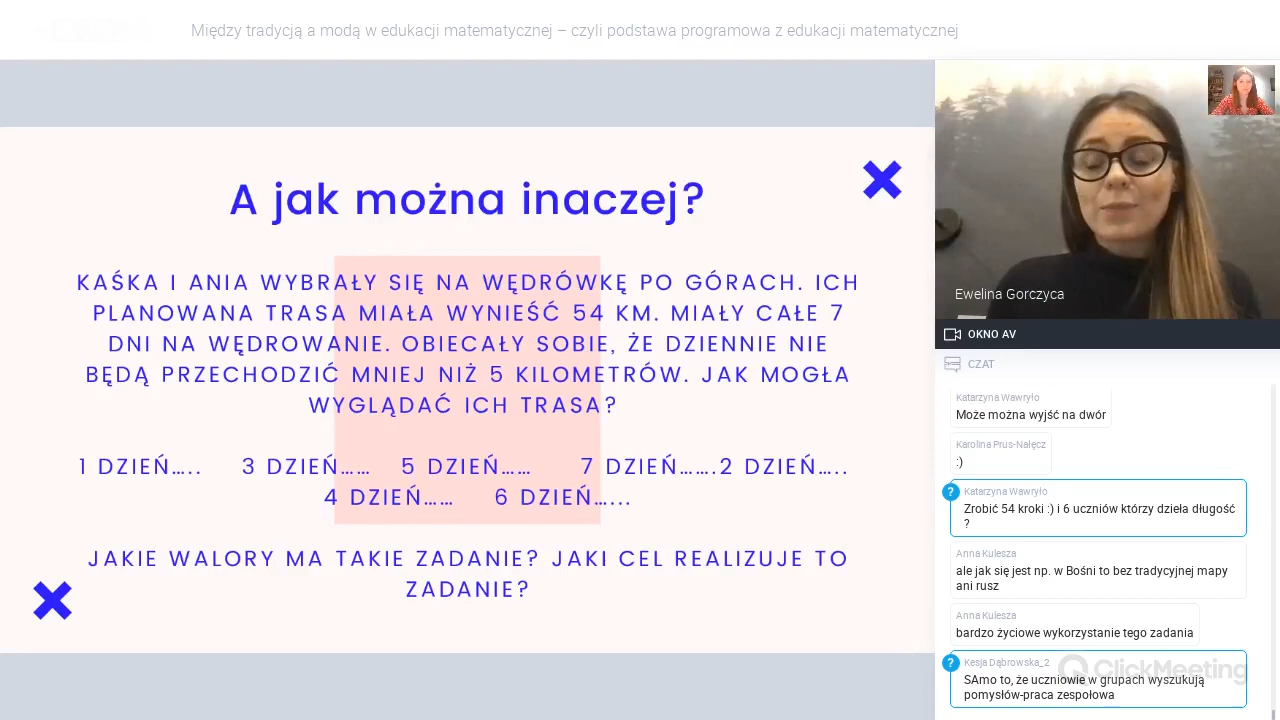 Między tradycją a modą w edukacji matematycznej – czyli podstawa programowa z edukacji matematycznej
A jak można inaczej?
KAŚKA I ANIA WYBRAŁY SIĘ NA WĘDRÓWKĘ PO GÓRACH. ICH
PLANOWANA TRASA MIAŁA WYNIEŚĆ 54 KM. MIAŁY CAŁE 7
DNI NA WĘDROWANIE. OBIECAŁY SOBIE, ŻE DZIENNIE NIE
BĘDĄ PRZECHODZIĆ MNIEJ NIŻ 5 KILOMETRÓW. JAK MOGŁA
WYGLĄDAĆ ICH TRASA?
1 DZIEŃ….. 3 DZIEŃ…… 5 DZIEŃ…… 7 DZIEŃ…….2 DZIEŃ…..
4 DZIEŃ…… 6 DZIEŃ…...
JAKIE WALORY MA TAKIE ZADANIE? JAKI CEL REALIZUJE TO
ZADANIE?
Ewelina Gorczyca
OKNO AV
CZAT
Katarzyna Wawryło
Może można wyjść na dwór
Karolina Prus-Nałęcz
:)
?
Katarzyna Wawryło
Zrobić 54 kroki :) i 6 uczniów którzy dzieła długość
?
Anna Kulesza
ale jak się jest np. w Bośni to bez tradycyjnej mapy
ani rusz
Anna Kulesza
bardzo życiowe wykorzystanie tego zadania
?
Kesja Dąbrowska_2
SAmo to, że uczniowie w grupach wyszukują
pomysłów-praca zespołowa
ClickMeeting